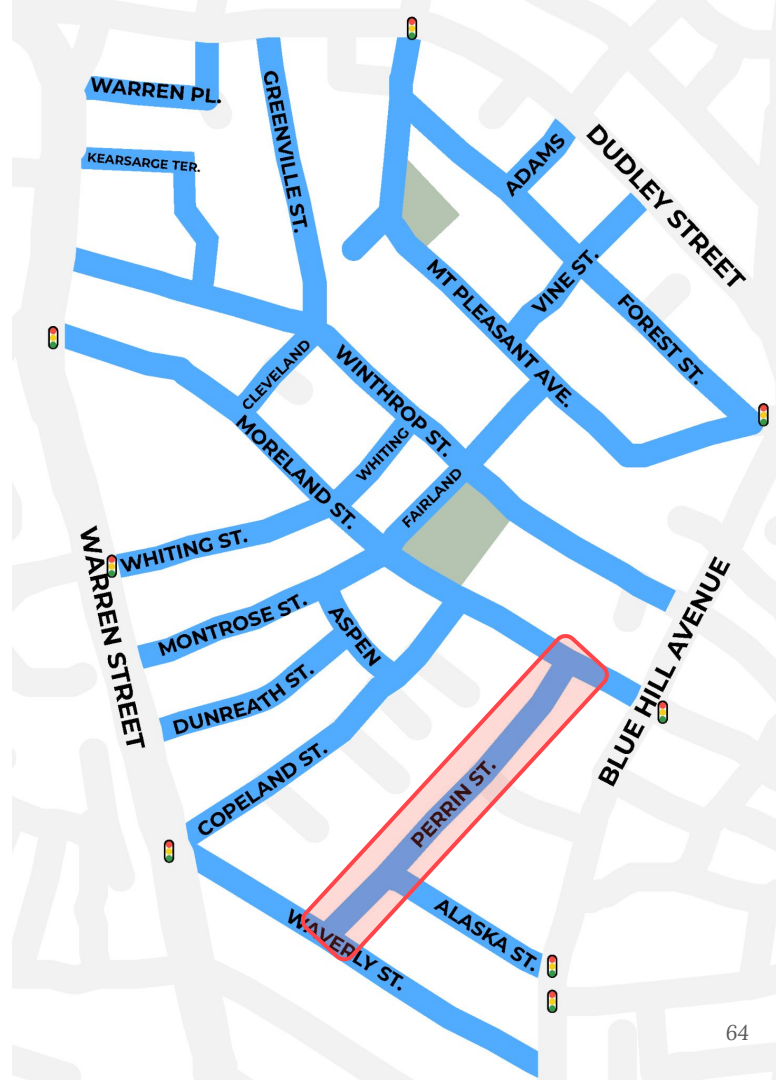 WARREN PL.
GREENVILLE ST.
KEARSARGE TER.
ADAMS
DUDLEY STREET
VINE ST.
MT PLEASANT AVE.
FOREST ST.
CLEVELAND
WINTHROP ST.
WHITING
MORELAND ST.
FAIRLAND
WHITING ST.
WARREN STREET
MONTROSE ST.
ASPEN
DUNREATH ST.
BLUE HILL AVENUE
COPELAND ST.
PERRIN ST.
WAVERLY ST.
ALASKA ST.
64